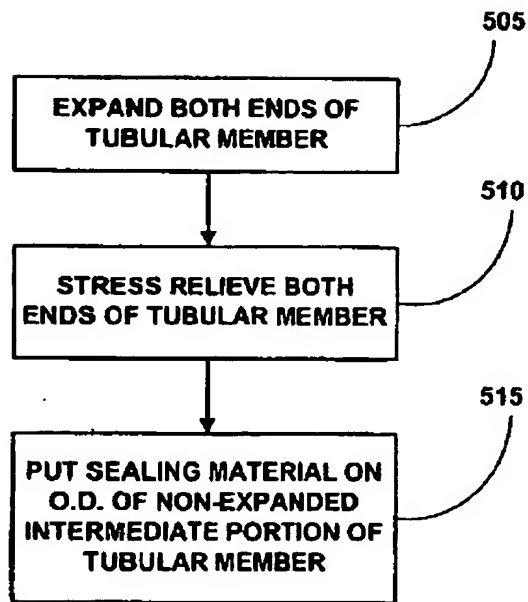 505
EXPAND BOTH ENDS OF
TUBULAR MEMBER
510
STRESS RELIEVE BOTH
ENDS OF TUBULAR MEMBER
515
PUT SEALING MATERIAL ON
O.D. OF NON-EXPANDED
INTERMEDIATE PORTION OF
TUBULAR MEMBER